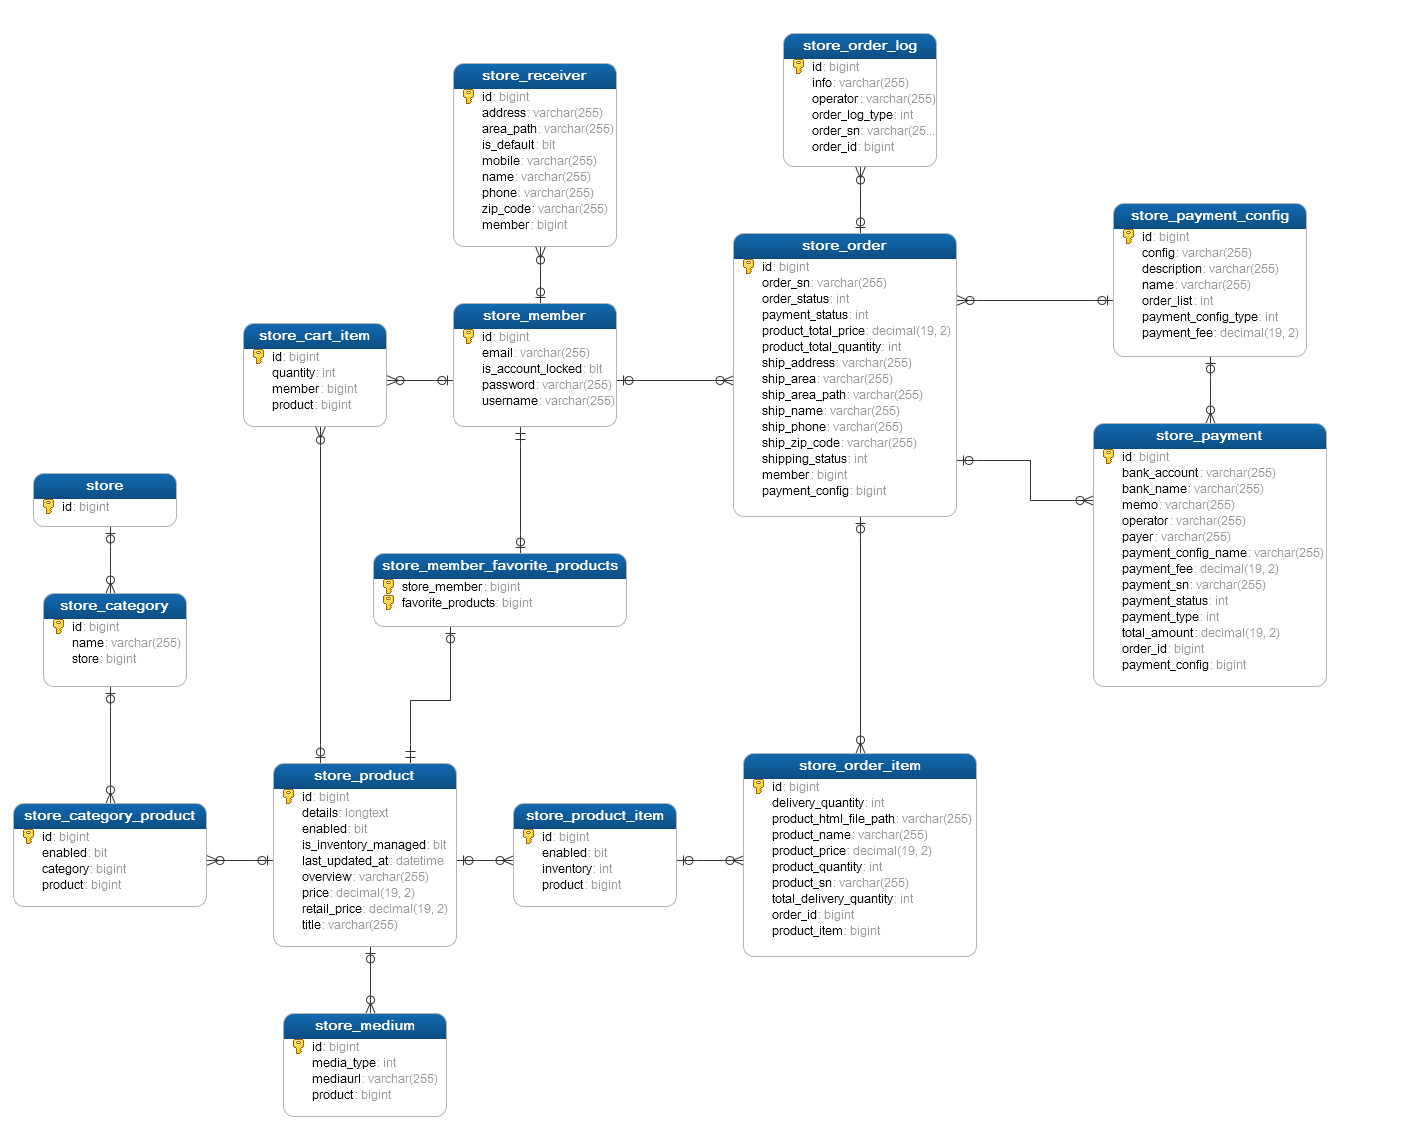 store_order_log
id: bigint
info: varchar(255)
operator: varchar(255)
order_log_type: int
order_sn: varchar(25...
order_id: bigint
store_receiver
id: bigint
address: varchar(255)
area_path: varchar(255)
is_default: bit
mobile: varchar(255)
name: varchar(255)
phone: varchar(255)
zip_code: varchar(255)
member: bigint
store_payment_config
id: bigint
config: varchar(255)
description: varchar(255)
name: varchar(255)
order_list: int
payment_config_type: int
payment_fee: decimal(19, 2)
store_order
id: bigint
order_sn: varchar(255)
order_status: int
payment_status: int
product_total_price: decimal(19, 2)
product_total_quantity: int
ship_address: varchar(255)
ship_area: varchar(255)
ship_area_path: varchar(255)
ship_name: varchar(255)
ship_phone: varchar(255)
ship_zip_code: varchar(255)
shipping_status: int
member: bigint
payment_config: bigint
store_member
id: bigint
email: varchar(255)
is_account_locked: bit
password: varchar(255)
username: varchar(255)
store_cart_item
id: bigint
quantity: int
member: bigint
product: bigint
store_payment
id: bigint
bank_account: varchar(255)
bank_name: varchar(255)
memo: varchar(255)
operator: varchar(255)
payer: varchar(255)
payment_config_name: varchar(255)
payment_fee: decimal(19, 2)
payment_sn: varchar(255)
payment_status: int
payment_type: int
total_amount: decimal(19, 2)
order_id: bigint
payment_config: bigint
store
id: bigint
store_member_favorite_products
store_member: bigint
favorite_products: bigint
store_category
id: bigint
name: varchar(255)
store: bigint
store_category_product
id: bigint
enabled: bit
category: bigint
product: bigint
store_product
id: bigint
details: longtext
enabled: bit
is_inventory_managed: bit
last_updated_at: datetime
overview: varchar(255)
price: decimal(19, 2)
retail_price: decimal(19, 2)
title: varchar(255)
store_product_item
id: bigint
enabled: bit
inventory: int
product: bigint
store_order_item
id: bigint
delivery_quantity: int
product_html_file_path: varchar(255)
product_name: varchar(255)
product_price: decimal(19, 2)
product_quantity: int
product_sn: varchar(255)
total_delivery_quantity: int
order_id: bigint
product_item: bigint
store_medium
id: bigint
media_type: int
mediaurl: varchar(255)
product: bigint